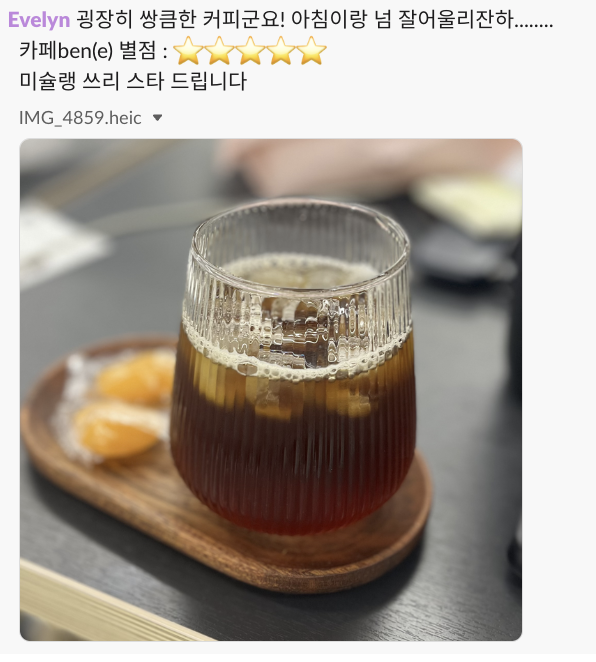 Evelyn 굉장히 쌍큼한 커피군요! 아침이랑 넘 잘어울리잔하........
카페ben(e) 별점 : ⭐⭐⭐⭐⭐
미슐랭 쓰리 스타 드립니다
IMG_4859.heic ▼